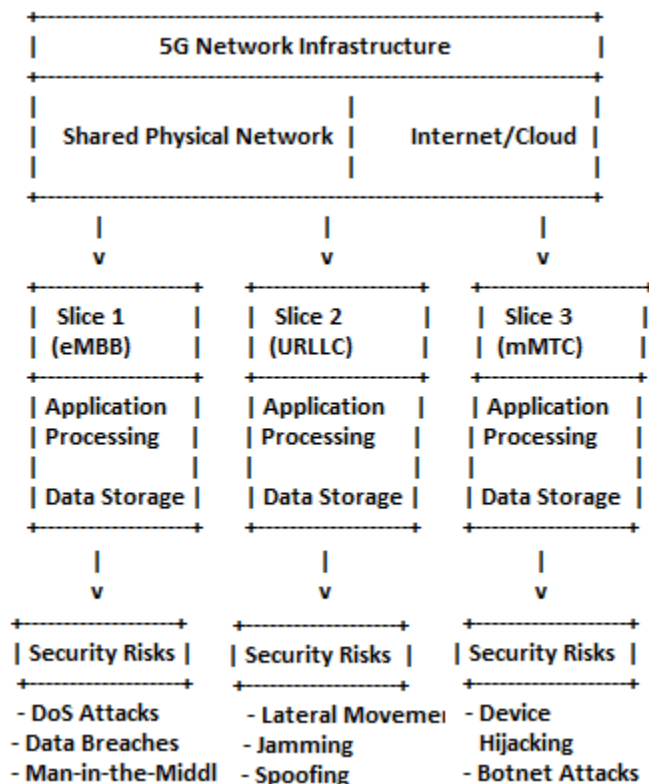 5G Network Infrastructure
Shared Physical Network | Internet/Cloud
Slice 1 | Slice 2 | Slice 3
(eMBB) | (URLLC) | (mMTC)
Application | Application | Application
Processing | Processing | Processing
Data Storage | Data Storage | Data Storage
Security Risks | Security Risks | Security Risks
- DoS Attacks - Lateral Movemer - Device
- Data Breaches - Jamming Hijacking
- Man-in-the-Middl - Spoofing - Botnet Attacks